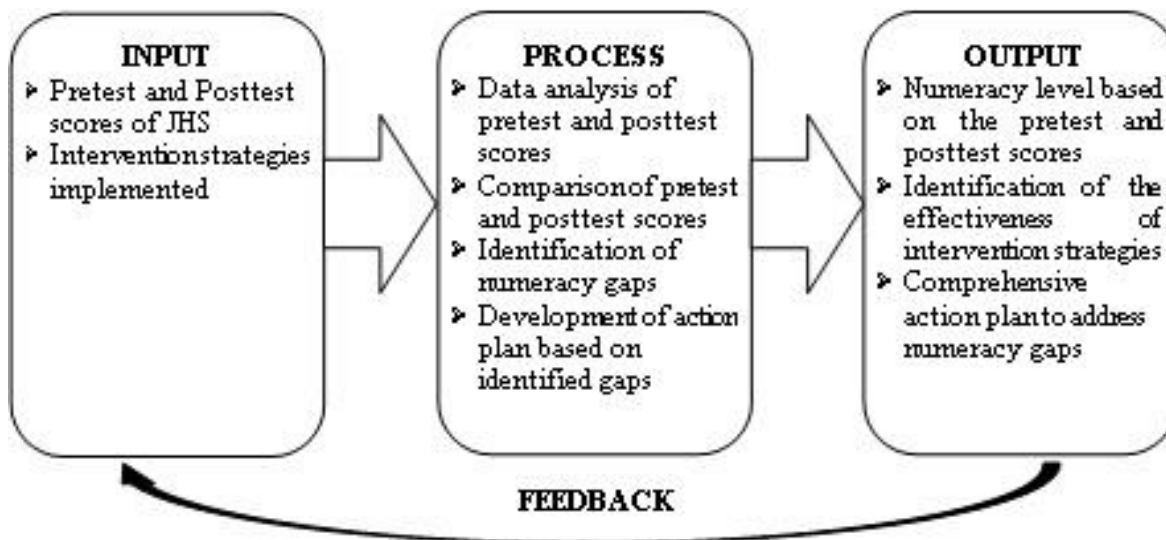 INPUT
➢ Pretest and Posttest
scores of JHS
➢ Intervention strategies
implemented
PROCESS
➢ Data analysis of
pretest and posttest
scores
➢ Comparison of pretest
and posttest scores
➢ Identification of
numeracy gaps
➢ Development of action
plan based on
identified gaps
OUTPUT
➢ Numeracy level based
on the pretest and
posttest scores
➢ Identification of the
effectiveness of
intervention strategies
➢ Comprehensive
action plan to address
numeracy gaps
FEEDBACK